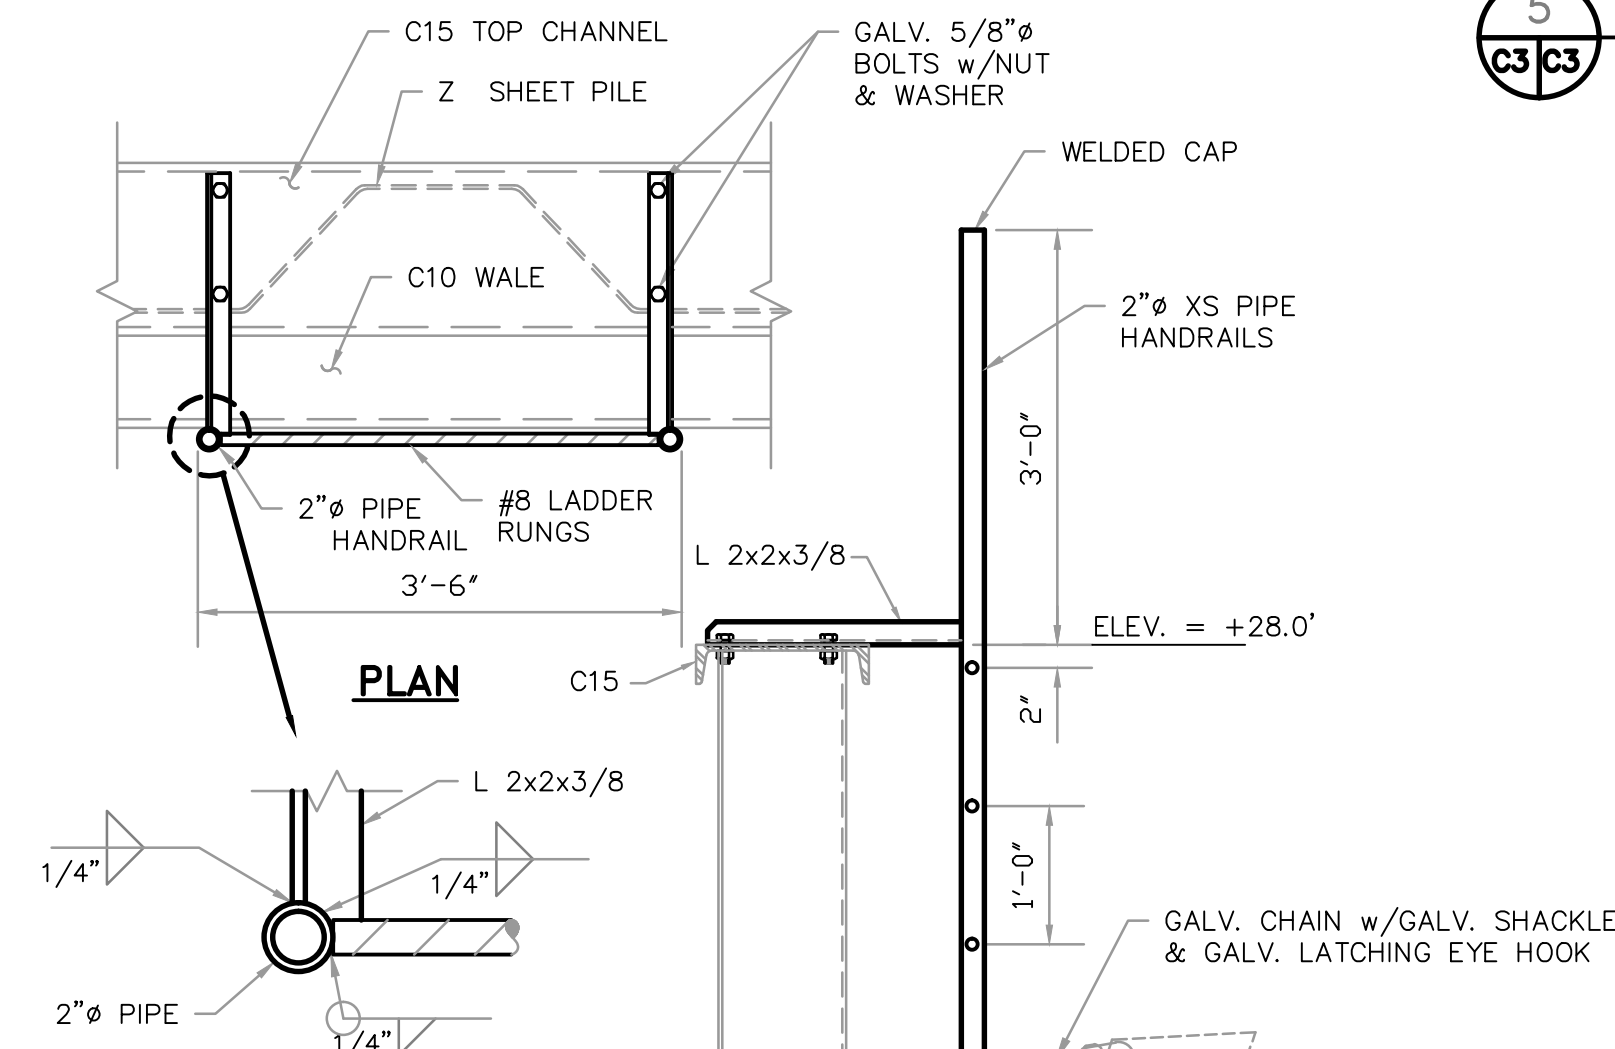 C15 TOP CHANNEL
Z SHEET PILE
GALV. 5/8"ø
BOLTS w/NUT
& WASHER
5
C3 C3
WELDED CAP
C10 WALE
2"ø XS PIPE
HANDRAILS
3'-0"
2"ø PIPE
HANDRAIL
#8 LADDER
RUNGS
3'-6"
L 2x2x3/8
ELEV. = +28.0'
PLAN
C15
2"
L 2x2x3/8
1/4"
1/4"
1'-0"
GALV. CHAIN w/GALV. SHACKLE
& GALV. LATCHING EYE HOOK
2"ø PIPE
1/4"